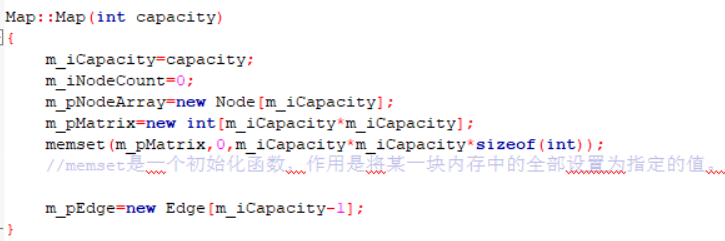 Map::Map(int capacity)
{
m_iCapacity=capacity;
m_iNodeCount=0;
m_pNodeArray=new Node[m_iCapacity];
m_pMatrix=new int[m_iCapacity*m_iCapacity];
memset(m_pMatrix,0,m_iCapacity*m_iCapacity*sizeof(int));
//memset是一个初始化函数，作用是将某一块内存中的全部设置为指定的值。
m_pEdge=new Edge[m_iCapacity-1];
}